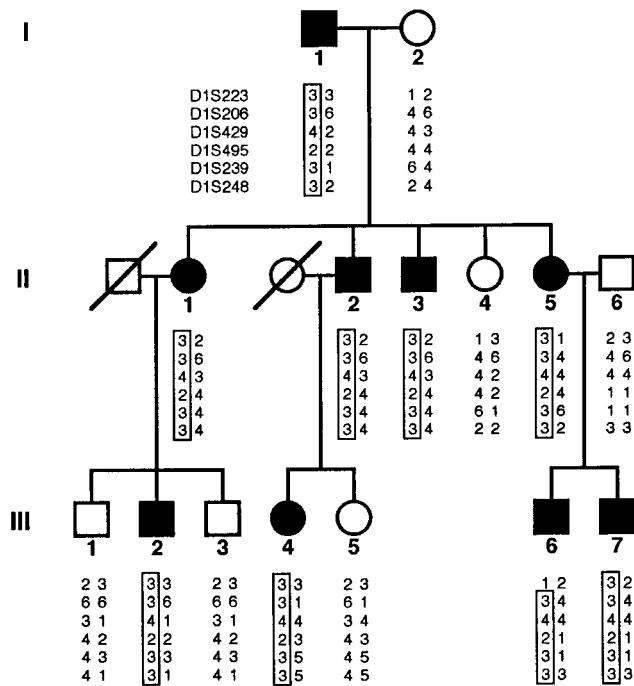 I
1 2
D1S223 3 3 1 2
D1S206 3 6 4 6
D1S429 4 2 4 3
D1S495 2 2 4 4
D1S239 3 1 6 4
D1S248 3 2 2 4
II
1 2 3 4 5 6
3 2 3 2 3 2 1 3 3 1 2 3
3 6 3 6 3 6 4 6 3 4 4 6
4 3 4 3 4 3 4 2 4 4 4 4
2 4 2 4 2 4 4 2 2 4 1 1
3 4 3 4 3 4 6 1 3 6 1 1
3 4 3 4 3 4 2 2 3 2 3 3
III
1 2 3 4 5 6 7
2 3 3 3 2 3 3 3 2 3 1 2 3 2
6 6 3 6 6 6 3 1 6 1 3 4 3 4
3 1 4 1 3 1 4 4 3 4 4 4 4 4
4 2 2 2 4 2 2 3 4 3 2 1 2 1
4 3 3 3 4 3 3 5 4 5 3 1 3 1
4 1 3 1 4 1 3 5 4 5 3 3 3 3